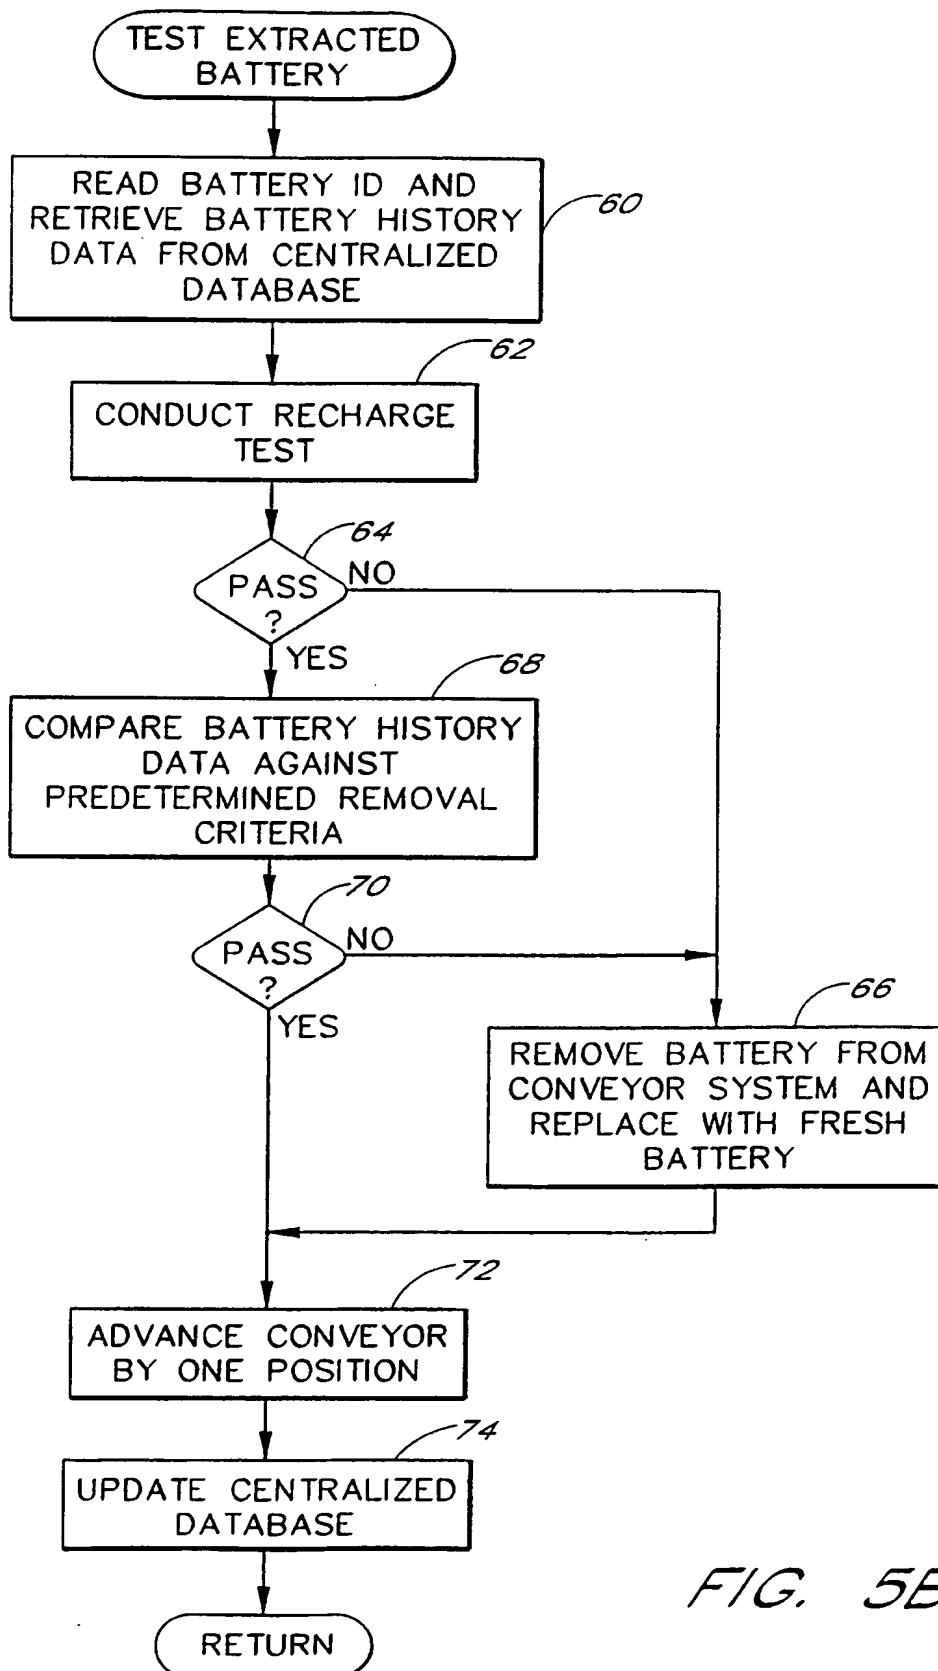 TEST EXTRACTED
BATTERY
READ BATTERY ID AND
RETRIEVE BATTERY HISTORY
DATA FROM CENTRALIZED
DATABASE
60
62
CONDUCT RECHARGE
TEST
64
PASS
?
NO
YES
68
COMPARE BATTERY HISTORY
DATA AGAINST
PREDETERMINED REMOVAL
CRITERIA
70
PASS
?
NO
YES
66
REMOVE BATTERY FROM
CONVEYOR SYSTEM AND
REPLACE WITH FRESH
BATTERY
72
ADVANCE CONVEYOR
BY ONE POSITION
74
UPDATE CENTRALIZED
DATABASE
RETURN
FIG. 5B